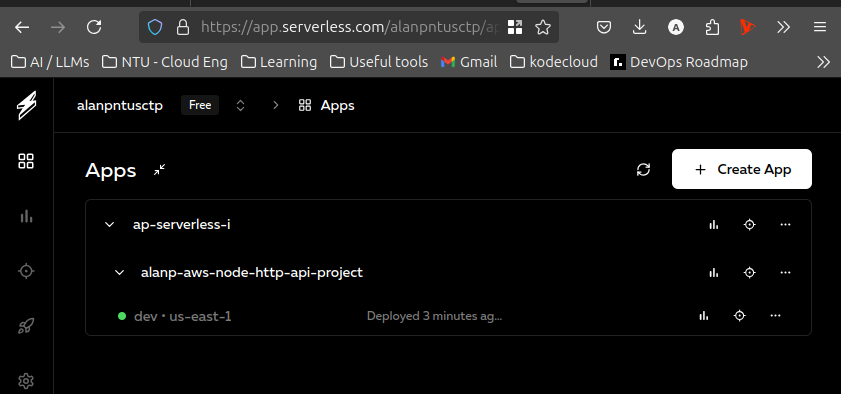 https://app.serverless.com/alanpntusctp/ap
A
AI / LLMs NTU - Cloud Eng Learning Useful tools Gmail kodecloud DevOps Roadmap
alanpntusctp Free Apps
Apps
Create App
ap-serverless-i
alanp-aws-node-http-api-project
dev • us-east-1 Deployed 3 minutes ag...